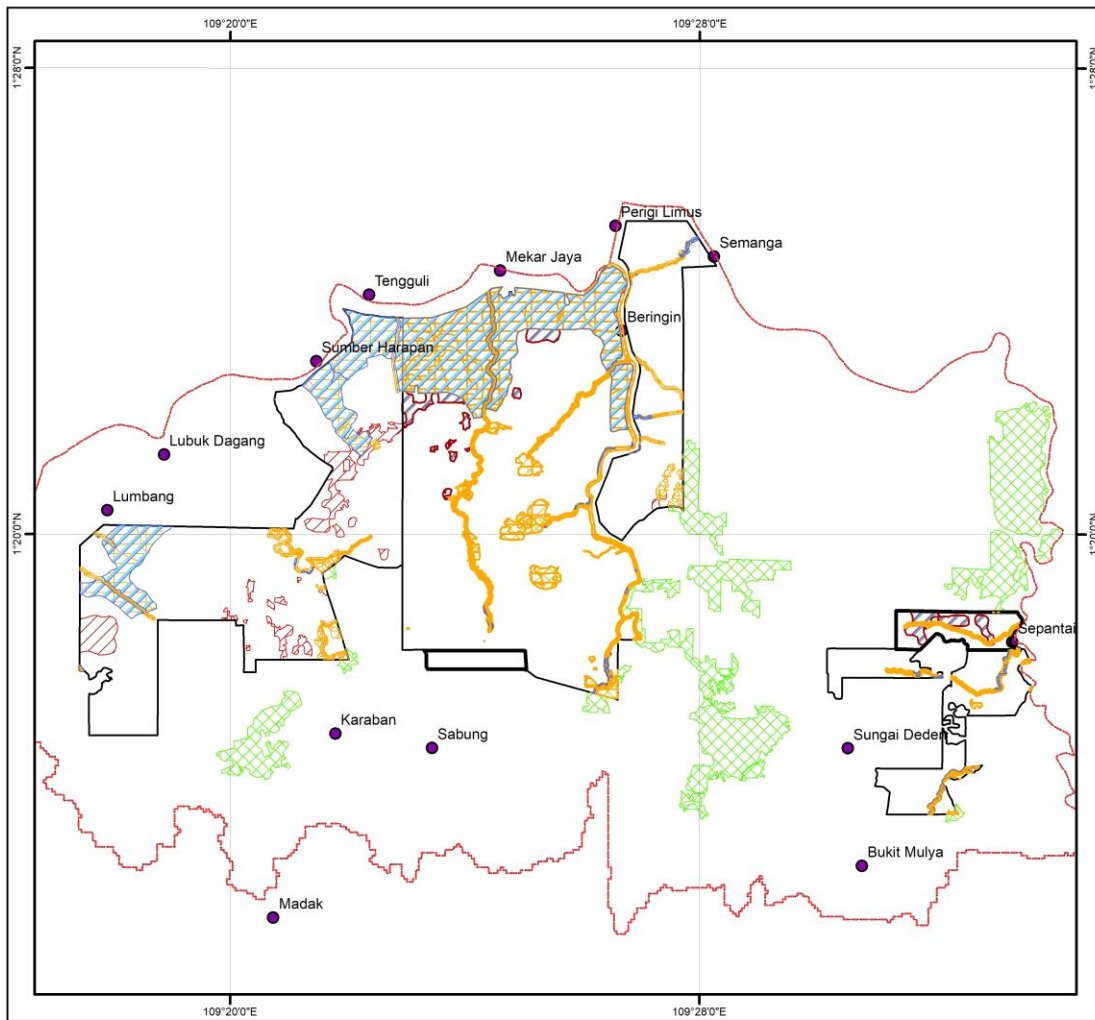 109°20'0"E
109°28'0"E
1°28'0"N
1°28'0"N
Perigi Limus
Semanga
Mekar Jaya
Tengguli
Beringin
Sumber Harapan
Lubuk Dagang
Lumbang
1°20'0"N
1°20'0"N
Sepantai
Karaban
Sabung
Sungai Deden
Bukit Mulya
Madak
109°20'0"E
109°28'0"E